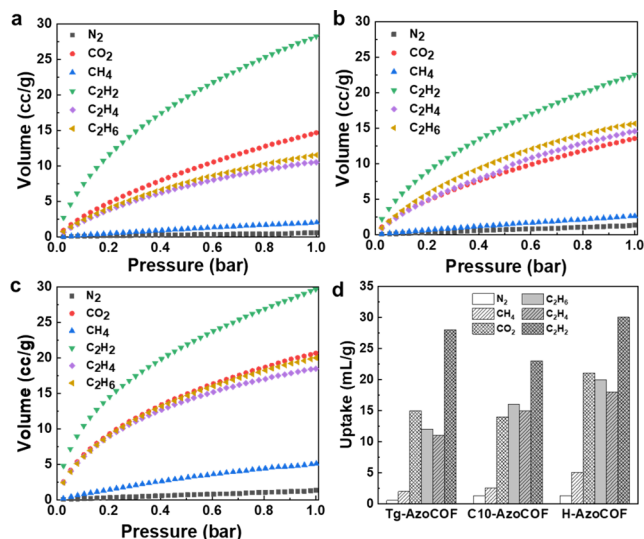 a
30
25
20
15
10
5
0
Volume (cc/g)
N₂
CO₂
CH₄
C₂H₂
C₂H₄
C₂H₆
0.2 0.4 0.6 0.8 1.0
Pressure (bar)
b
30
25
20
15
10
5
0
Volume (cc/g)
N₂
CO₂
CH₄
C₂H₂
C₂H₄
C₂H₆
0.0 0.2 0.4 0.6 0.8 1.0
Pressure (bar)
c
30
25
20
15
10
5
0
Volume (cc/g)
N₂
CO₂
CH₄
C₂H₂
C₂H₄
C₂H₆
0.2 0.4 0.6 0.8 1.0
Pressure (bar)
d
35
30
25
20
15
10
5
0
Uptake (mL/g)
N₂ C₂H₆
CH₄ C₂H₄
CO₂ C₂H₂
Tg-AzoCOF C10-AzoCOF H-AzoCOF